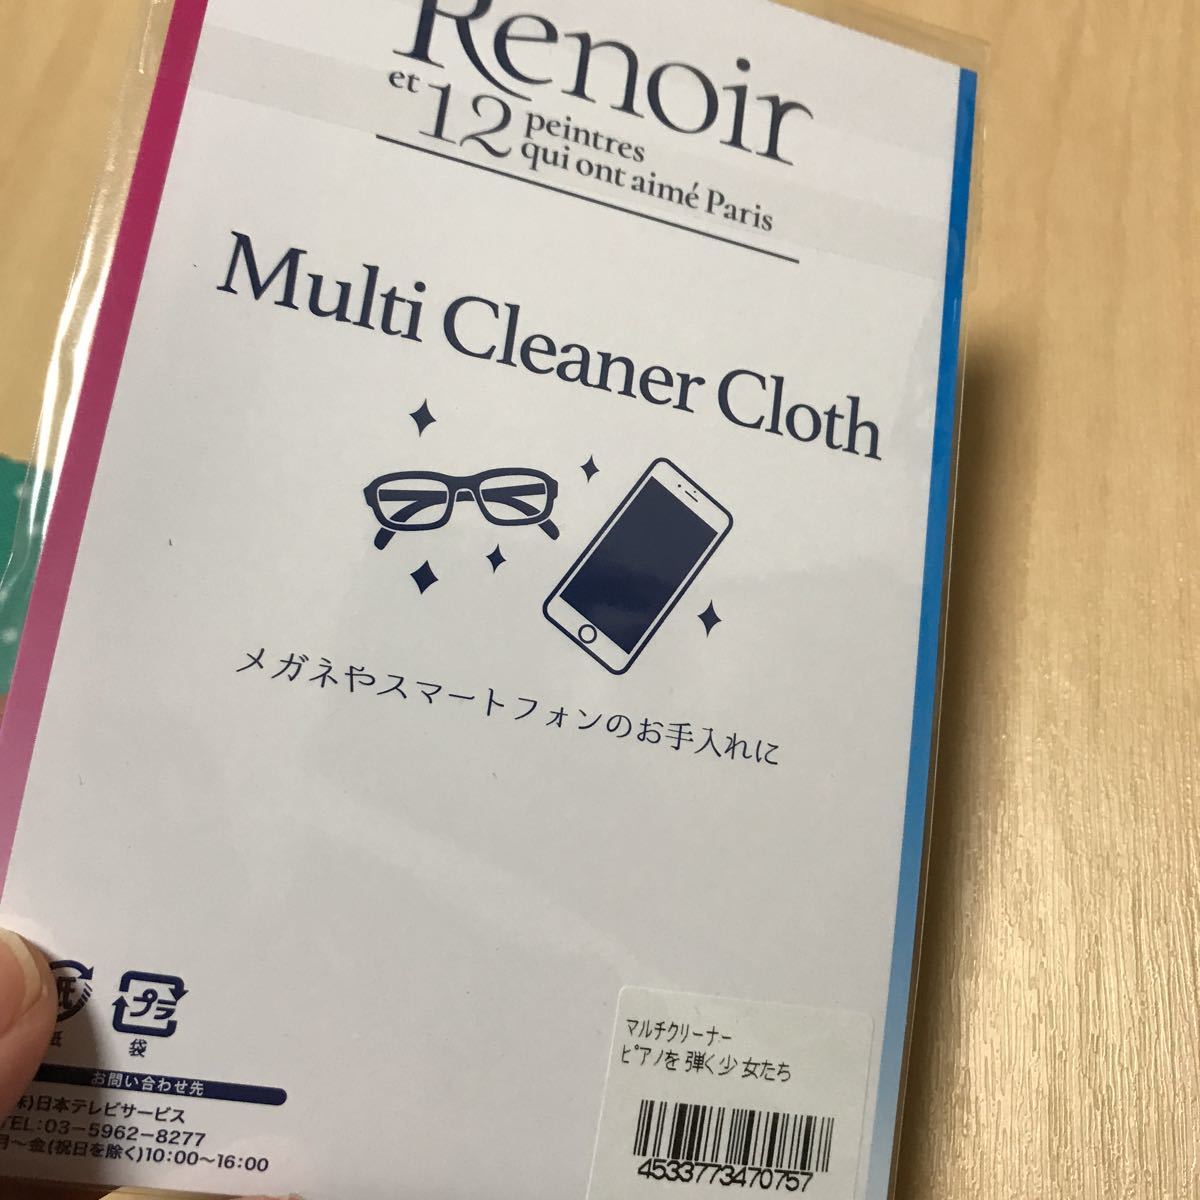 Renoir
et 12 peintres
qui ont aimé Paris
Multi Cleaner Cloth
メガネやスマートフォンのお手入れに
紙
プラ
袋
お問い合わせ先
株)日本テレビサービス
TEL:03-5962-8277
月～金(祝日を除く)10:00～16:00
マルチクリーナー
ピアノを弾く少女たち
4533773470757